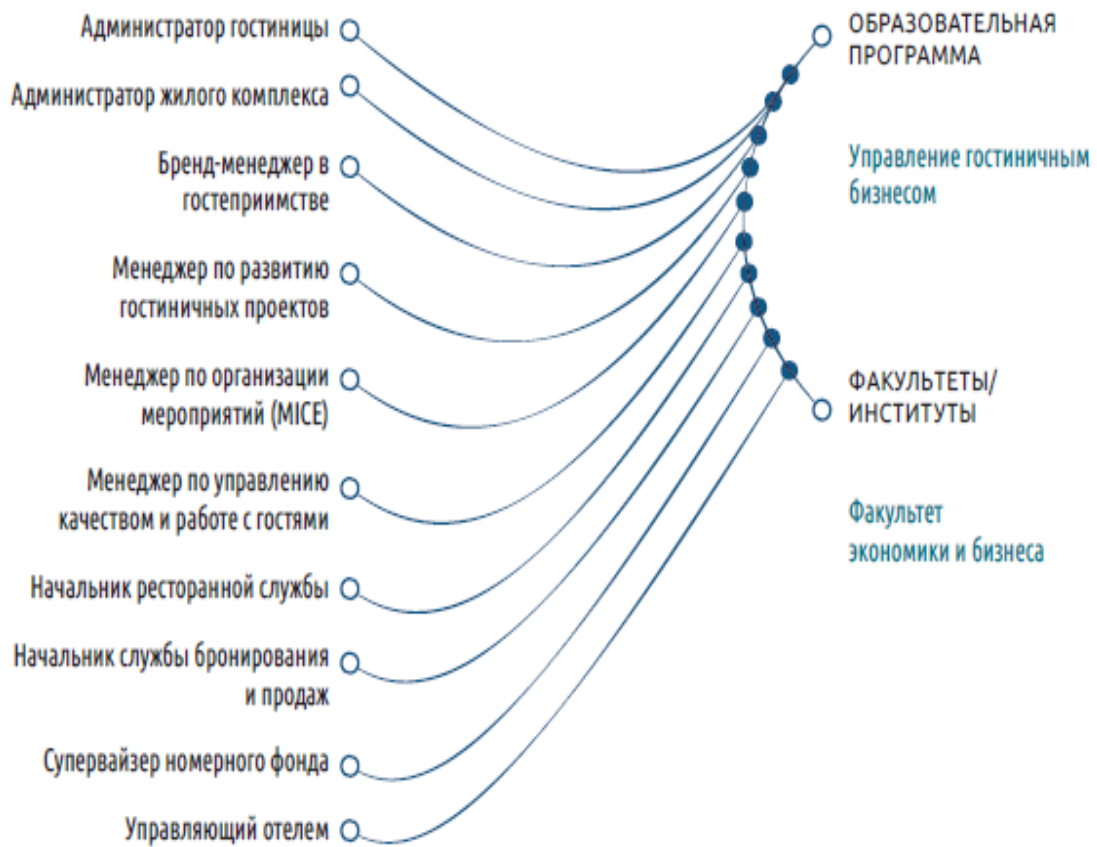 Администратор гостиницы
Администратор жилого комплекса
Бренд-менеджер в
гостеприимстве
Менеджер по развитию
гостиничных проектов
Менеджер по организации
мероприятий (MICE)
Менеджер по управлению
качеством и работе с гостями
Начальник ресторанной службы
Начальник службы бронирования
и продаж
Супервайзер номерного фонда
Управляющий отелем
ОБРАЗОВАТЕЛЬНАЯ
ПРОГРАММА
Управление гостиничным
бизнесом
ФАКУЛЬТЕТЫ/
ИНСТИТУТЫ
Факультет
экономики и бизнеса